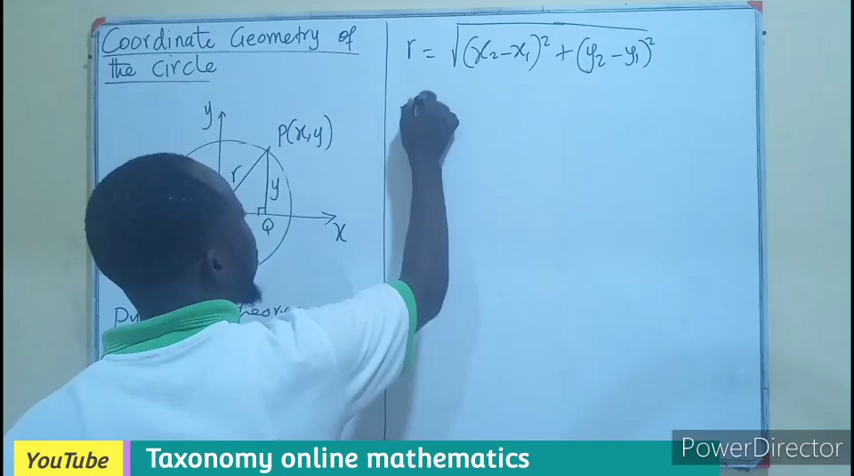 Coordinate Geometry of
the Circle
y
P(x,y)
r
y
Q
x
r = √(x₂-x₁)² + (y₂-y₁)²
PowerDirector
YouTube
Taxonomy online mathematics